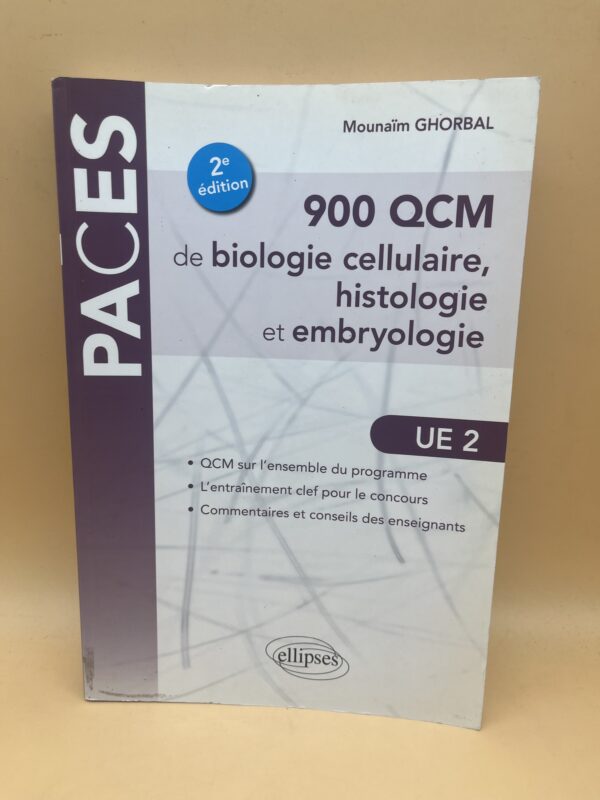 PACES
Mounaïm GHORBAL
2e
édition
900 QCM
de biologie cellulaire,
histologie
et embryologie
UE 2
• QCM sur l'ensemble du programme
• L'entraînement clef pour le concours
• Commentaires et conseils des enseignants
ellipses